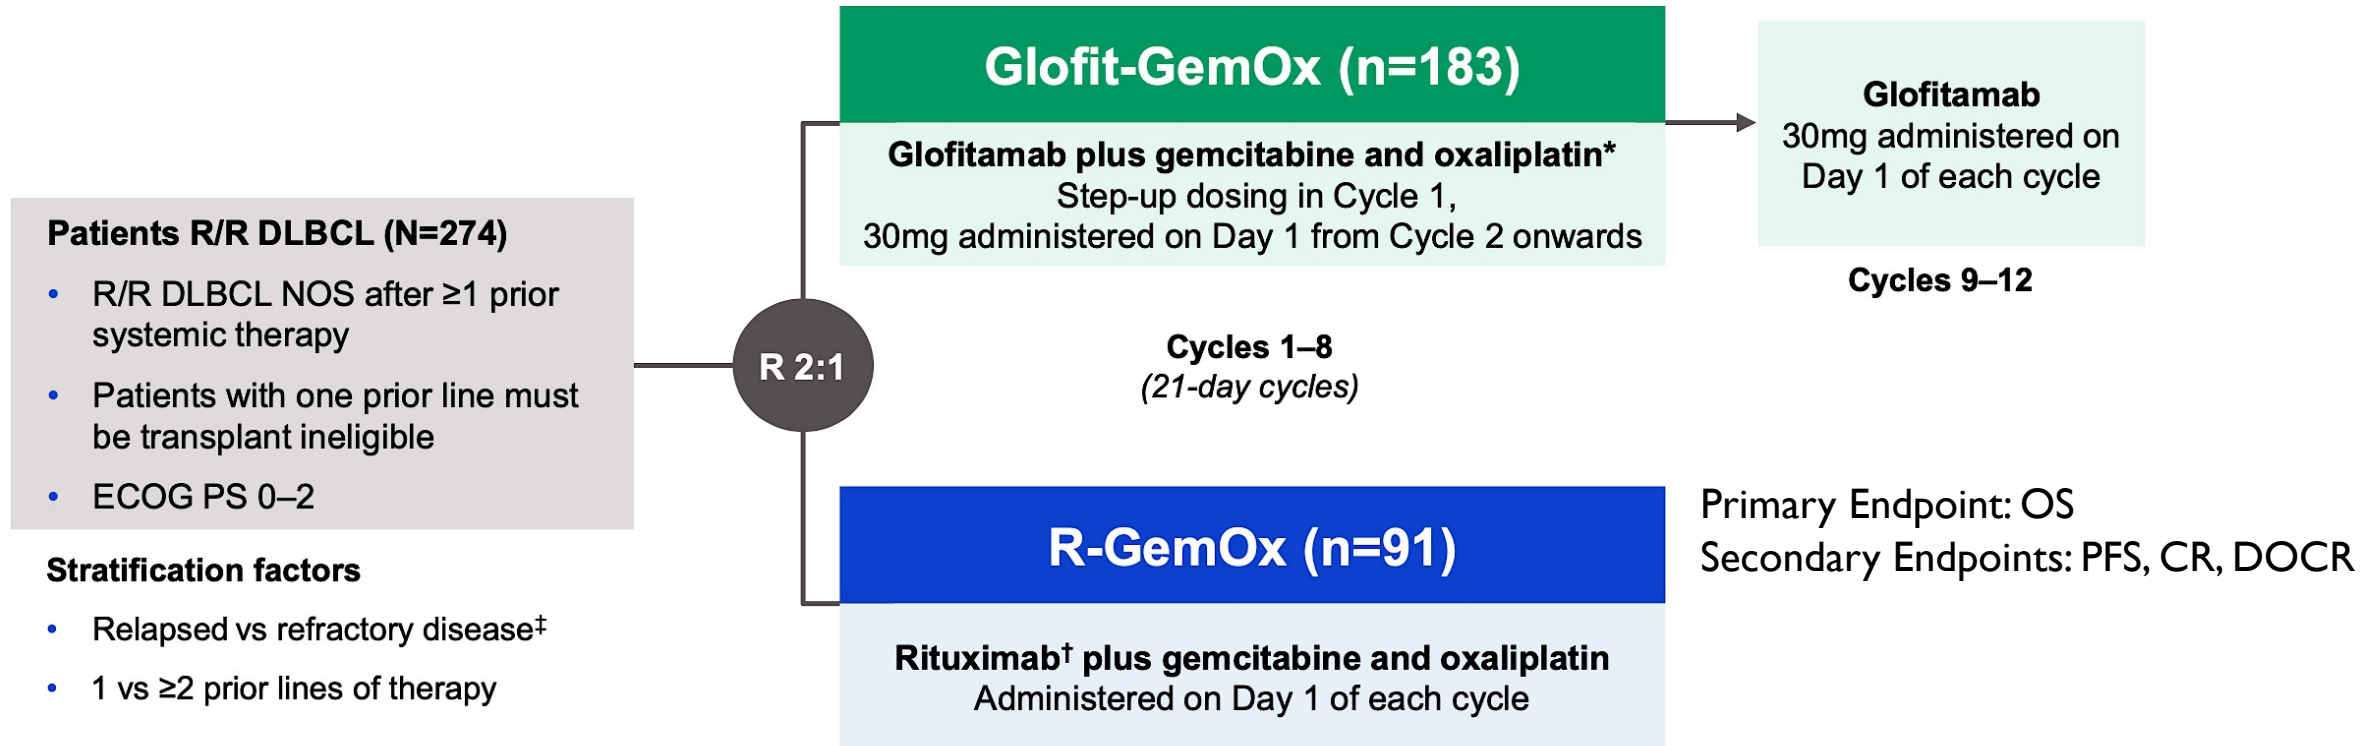 Patients R/R DLBCL (N=274)
• R/R DLBCL NOS after ≥1 prior
systemic therapy
• Patients with one prior line must
be transplant ineligible
• ECOG PS 0–2
Stratification factors
• Relapsed vs refractory disease‡
• 1 vs ≥2 prior lines of therapy
R 2:1
Glofit-GemOx (n=183)
Glofitamab plus gemcitabine and oxaliplatin*
Step-up dosing in Cycle 1,
30mg administered on Day 1 from Cycle 2 onwards
Cycles 1–8
(21-day cycles)
R-GemOx (n=91)
Rituximab† plus gemcitabine and oxaliplatin
Administered on Day 1 of each cycle
Glofitamab
30mg administered on
Day 1 of each cycle
Cycles 9–12
Primary Endpoint: OS
Secondary Endpoints: PFS, CR, DOCR